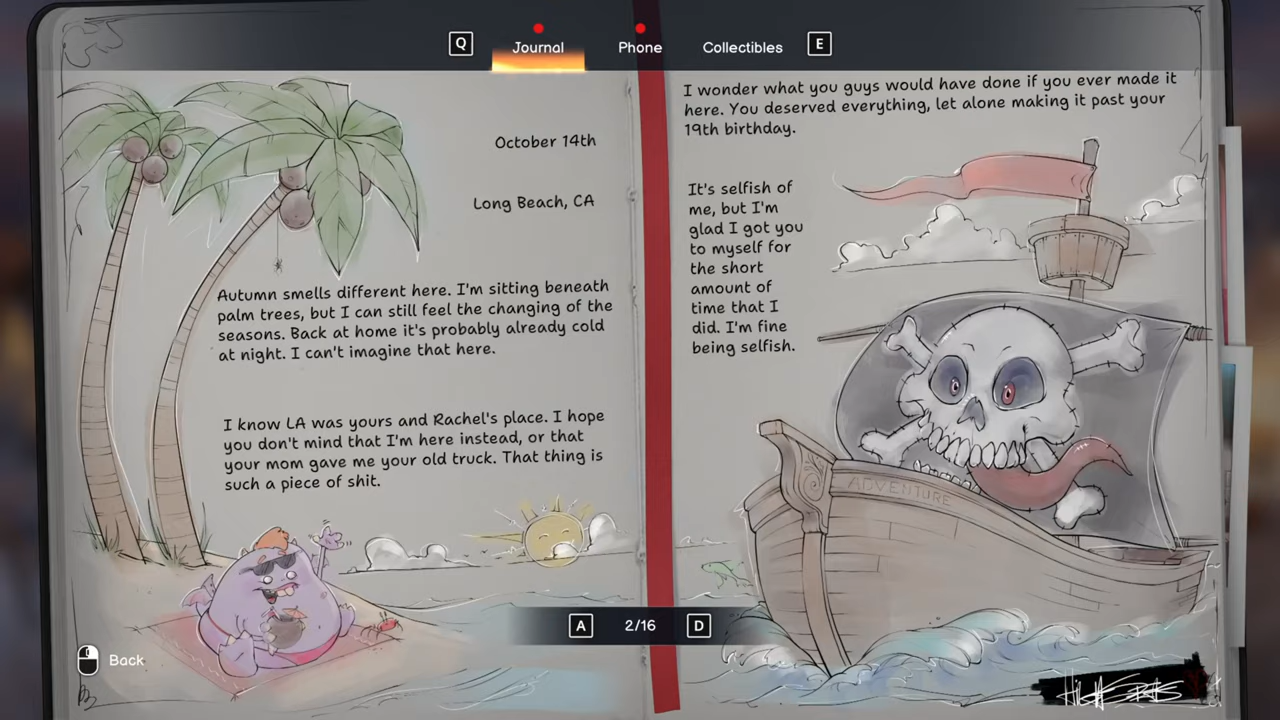 Q Journal Phone Collectibles E
October 14th
Long Beach, CA
Autumn smells different here. I'm sitting beneath
palm trees, but I can still feel the changing of the
seasons. Back at home it's probably already cold
at night. I can't imagine that here.
I know LA was yours and Rachel's place. I hope
you don't mind that I'm here instead, or that
your mom gave me your old truck. That thing is
such a piece of shit.
I wonder what you guys would have done if you ever made it
here. You deserved everything, let alone making it past your
19th birthday.
It's selfish of
me, but I'm
glad I got you
to myself for
the short
amount of
time that I
did. I'm fine
being selfish.
ADVENTURE
A 2/16 D
Back